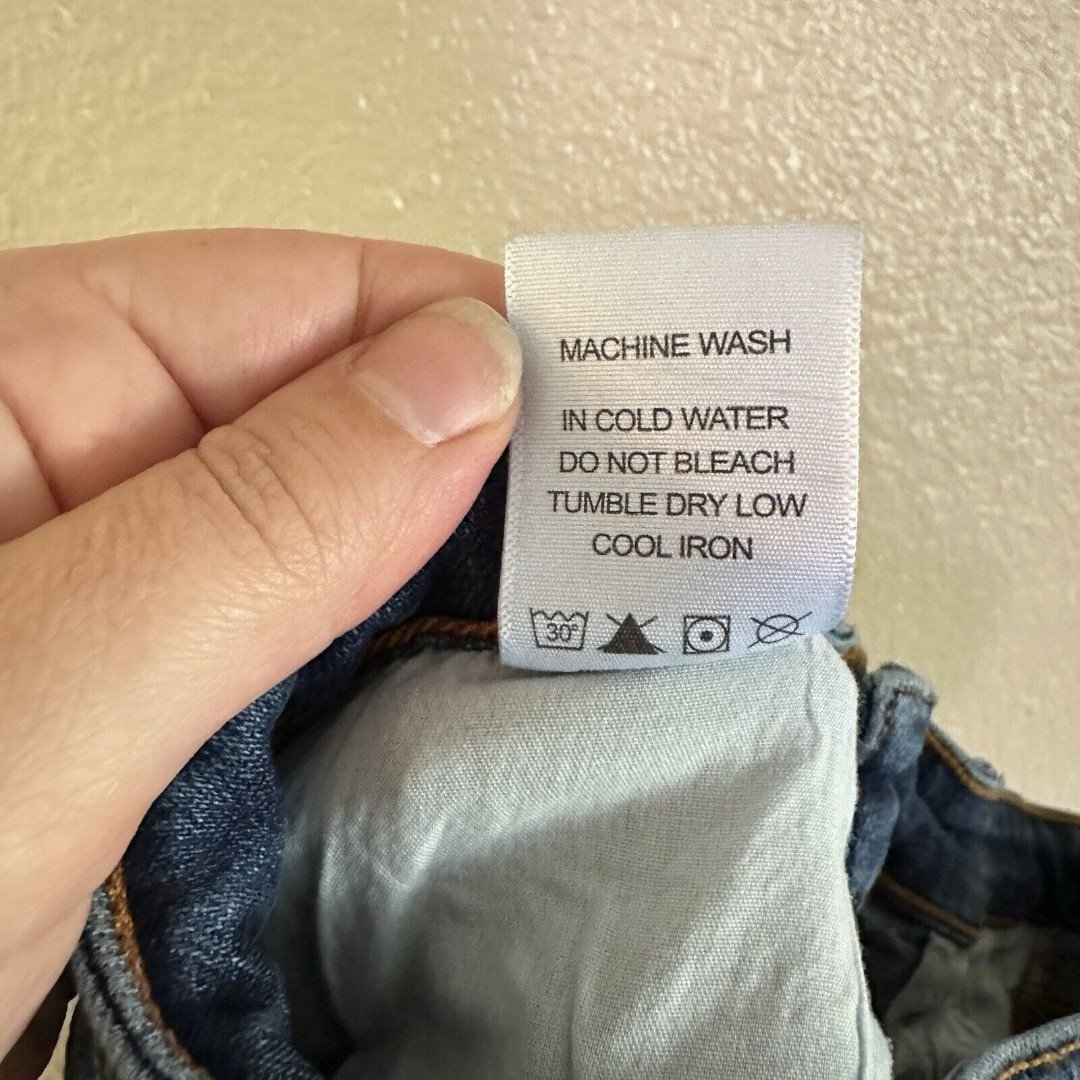 MACHINE WASH
IN COLD WATER
DO NOT BLEACH
TUMBLE DRY LOW
COOL IRON
30°